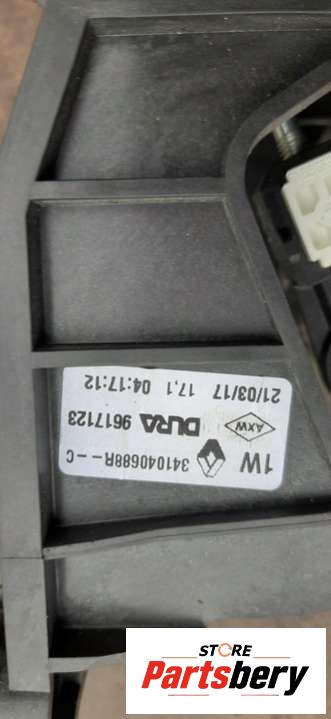 1W 341040688R--C
AXW DURA 9617123
21/03/17 17,1 04:17:12
STORE
Partsbery